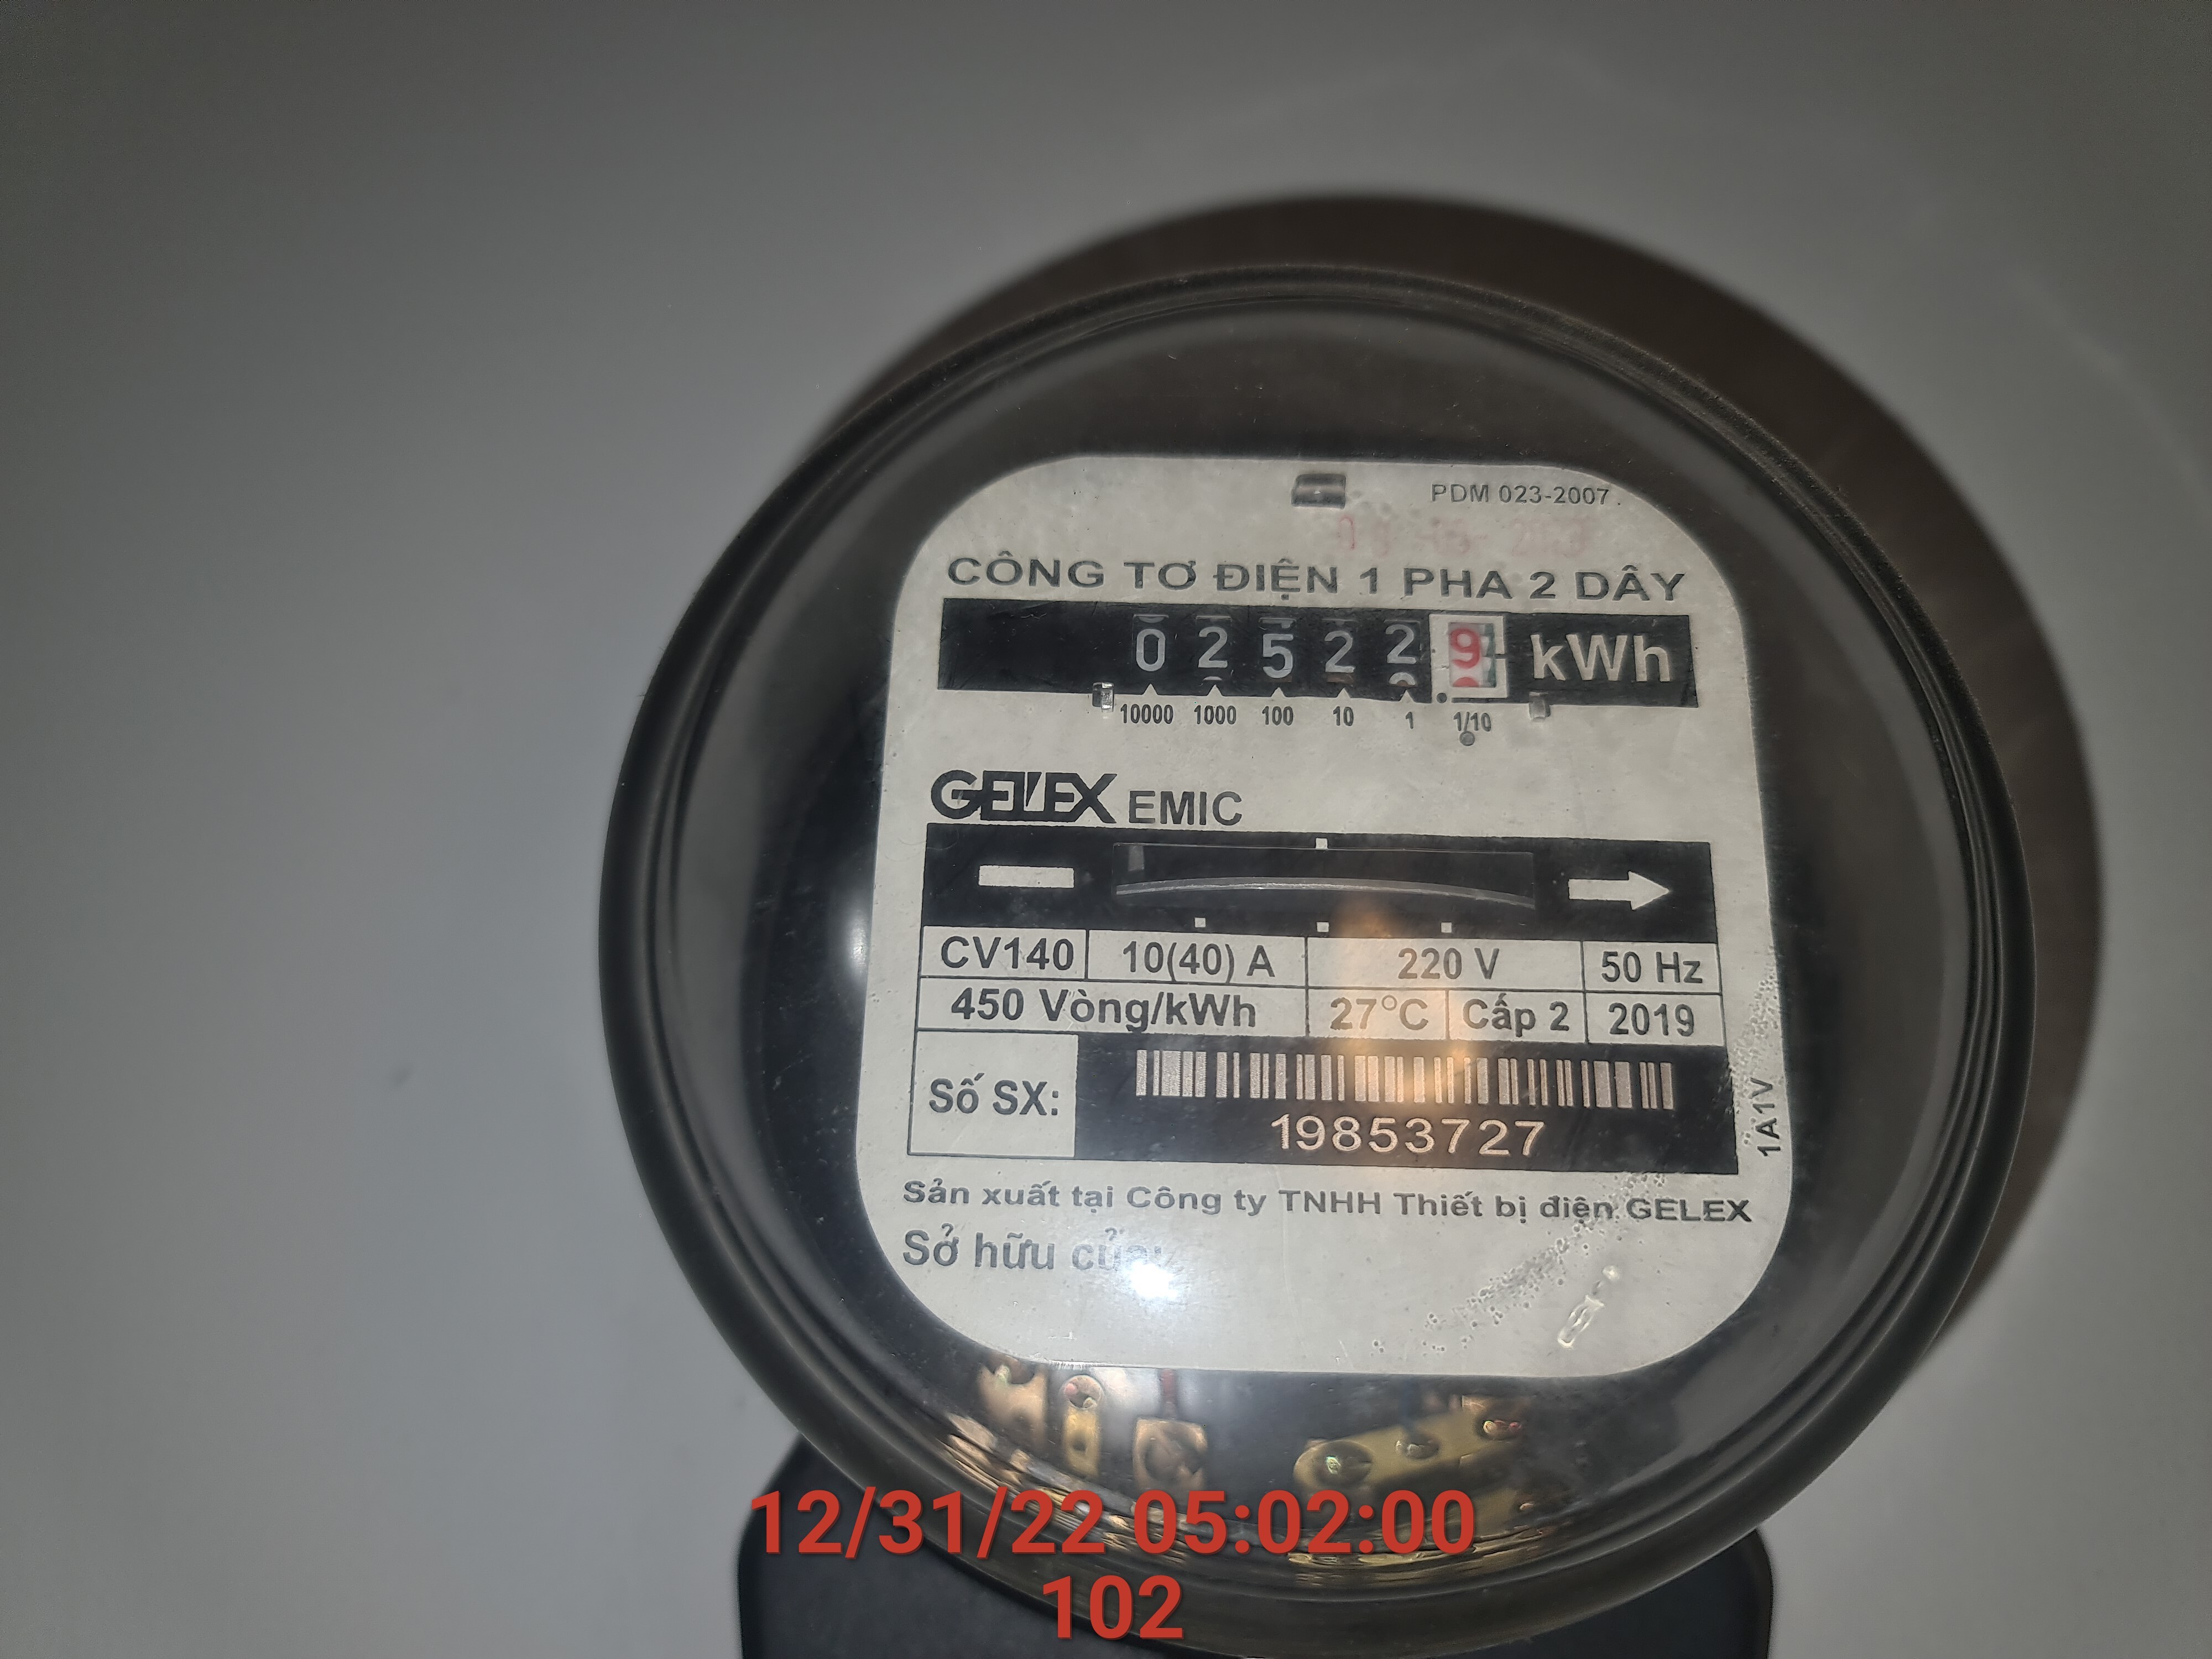 PDM 023-2007
CÔNG TƠ ĐIỆN 1 PHA 2 DÂY
0 2 5 2 2 9 kWh
10000 1000 100 10 1 1/10
GELEX EMIC
CV140 10(40) A 220 V 50 Hz
450 Vòng/kWh 27°C Cấp 2 2019
Số SX:
19853727
1A1V
Sản xuất tại Công ty TNHH Thiết bị điện GELEX
Sở hữu của:
12/31/22 05:02:00
102